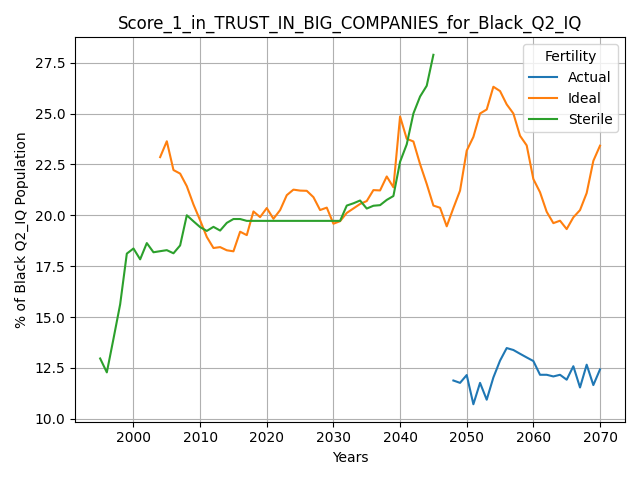 Score_1_in_TRUST_IN_BIG_COMPANIES_for_Black_Q2_IQ
Fertility
Actual
Ideal
Sterile
% of Black Q2_IQ Population
27.5
25.0
22.5
20.0
17.5
15.0
12.5
10.0
2000 2010 2020 2030 2040 2050 2060 2070
Years